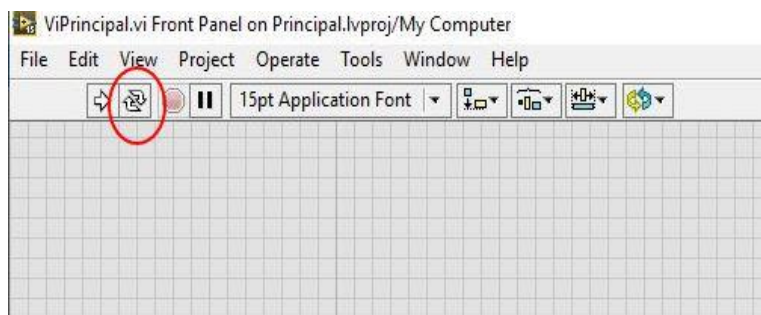 ViPrincipal.vi Front Panel on Principal.lvproj/My Computer
File Edit View Project Operate Tools Window Help
15pt Application Font